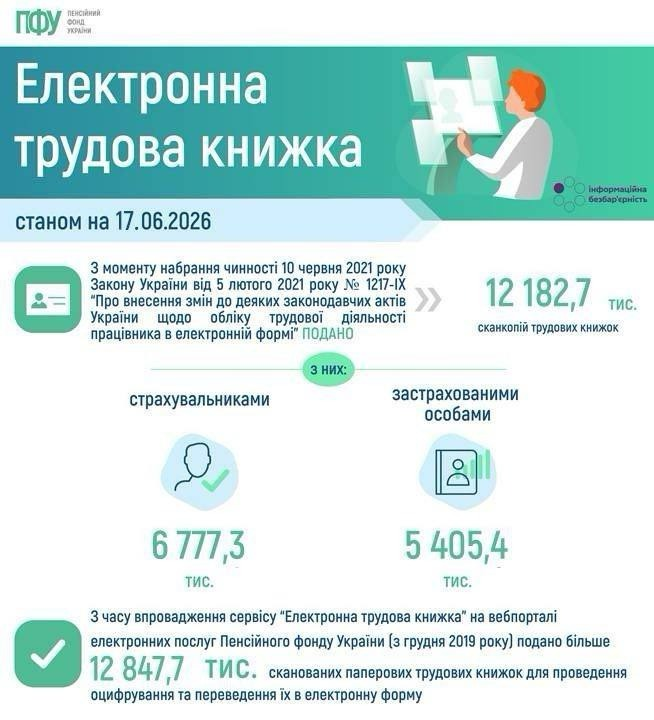 ПФУ
ПЕНСІЙНИЙ
ФОНД
УКРАЇНИ
Електронна
трудова книжка
інформаційна
безбар'єрність
станом на 17.06.2026
З моменту набрання чинності 10 червня 2021 року
Закону України від 5 лютого 2021 року № 1217-IX
“Про внесення змін до деяких законодавчих актів
України щодо обліку трудової діяльності
працівника в електронній формі” ПОДАНО
12 182,7 тис.
сканкопій трудових книжок
з них:
страхувальниками
застрахованими
особами
6 777,3
тис.
5 405,4
тис.
З часу впровадження сервісу “Електронна трудова книжка” на вебпорталі
електронних послуг Пенсійного фонду України (з грудня 2019 року) подано більше
12 847,7 тис. сканованих паперових трудових книжок для проведення
оцифрування та переведення їх в електронну форму